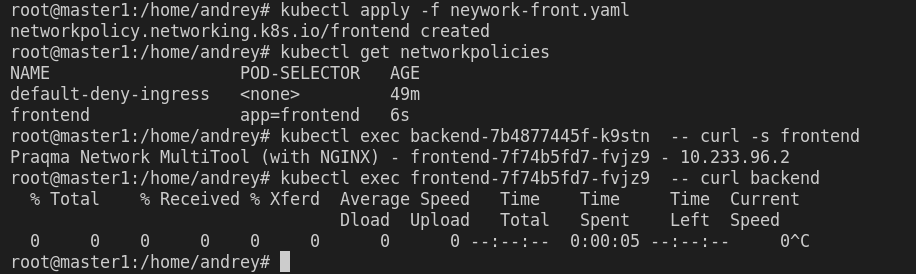 root@master1:/home/andrey# kubectl apply -f neywork-front.yaml
networkpolicy.networking.k8s.io/frontend created
root@master1:/home/andrey# kubectl get networkpolicies
NAME                   POD-SELECTOR   AGE
default-deny-ingress   <none>         49m
frontend               app=frontend   6s
root@master1:/home/andrey# kubectl exec backend-7b4877445f-k9stn  -- curl -s frontend
Praqma Network MultiTool (with NGINX) - frontend-7f74b5fd7-fvjz9 - 10.233.96.2
root@master1:/home/andrey# kubectl exec frontend-7f74b5fd7-fvjz9  -- curl backend
  % Total    % Received % Xferd  Average Speed   Time    Time     Time  Current
                                 Dload  Upload   Total   Spent    Left  Speed
  0     0    0     0    0     0      0      0 --:--:--  0:00:05 --:--:--     0^C
root@master1:/home/andrey#